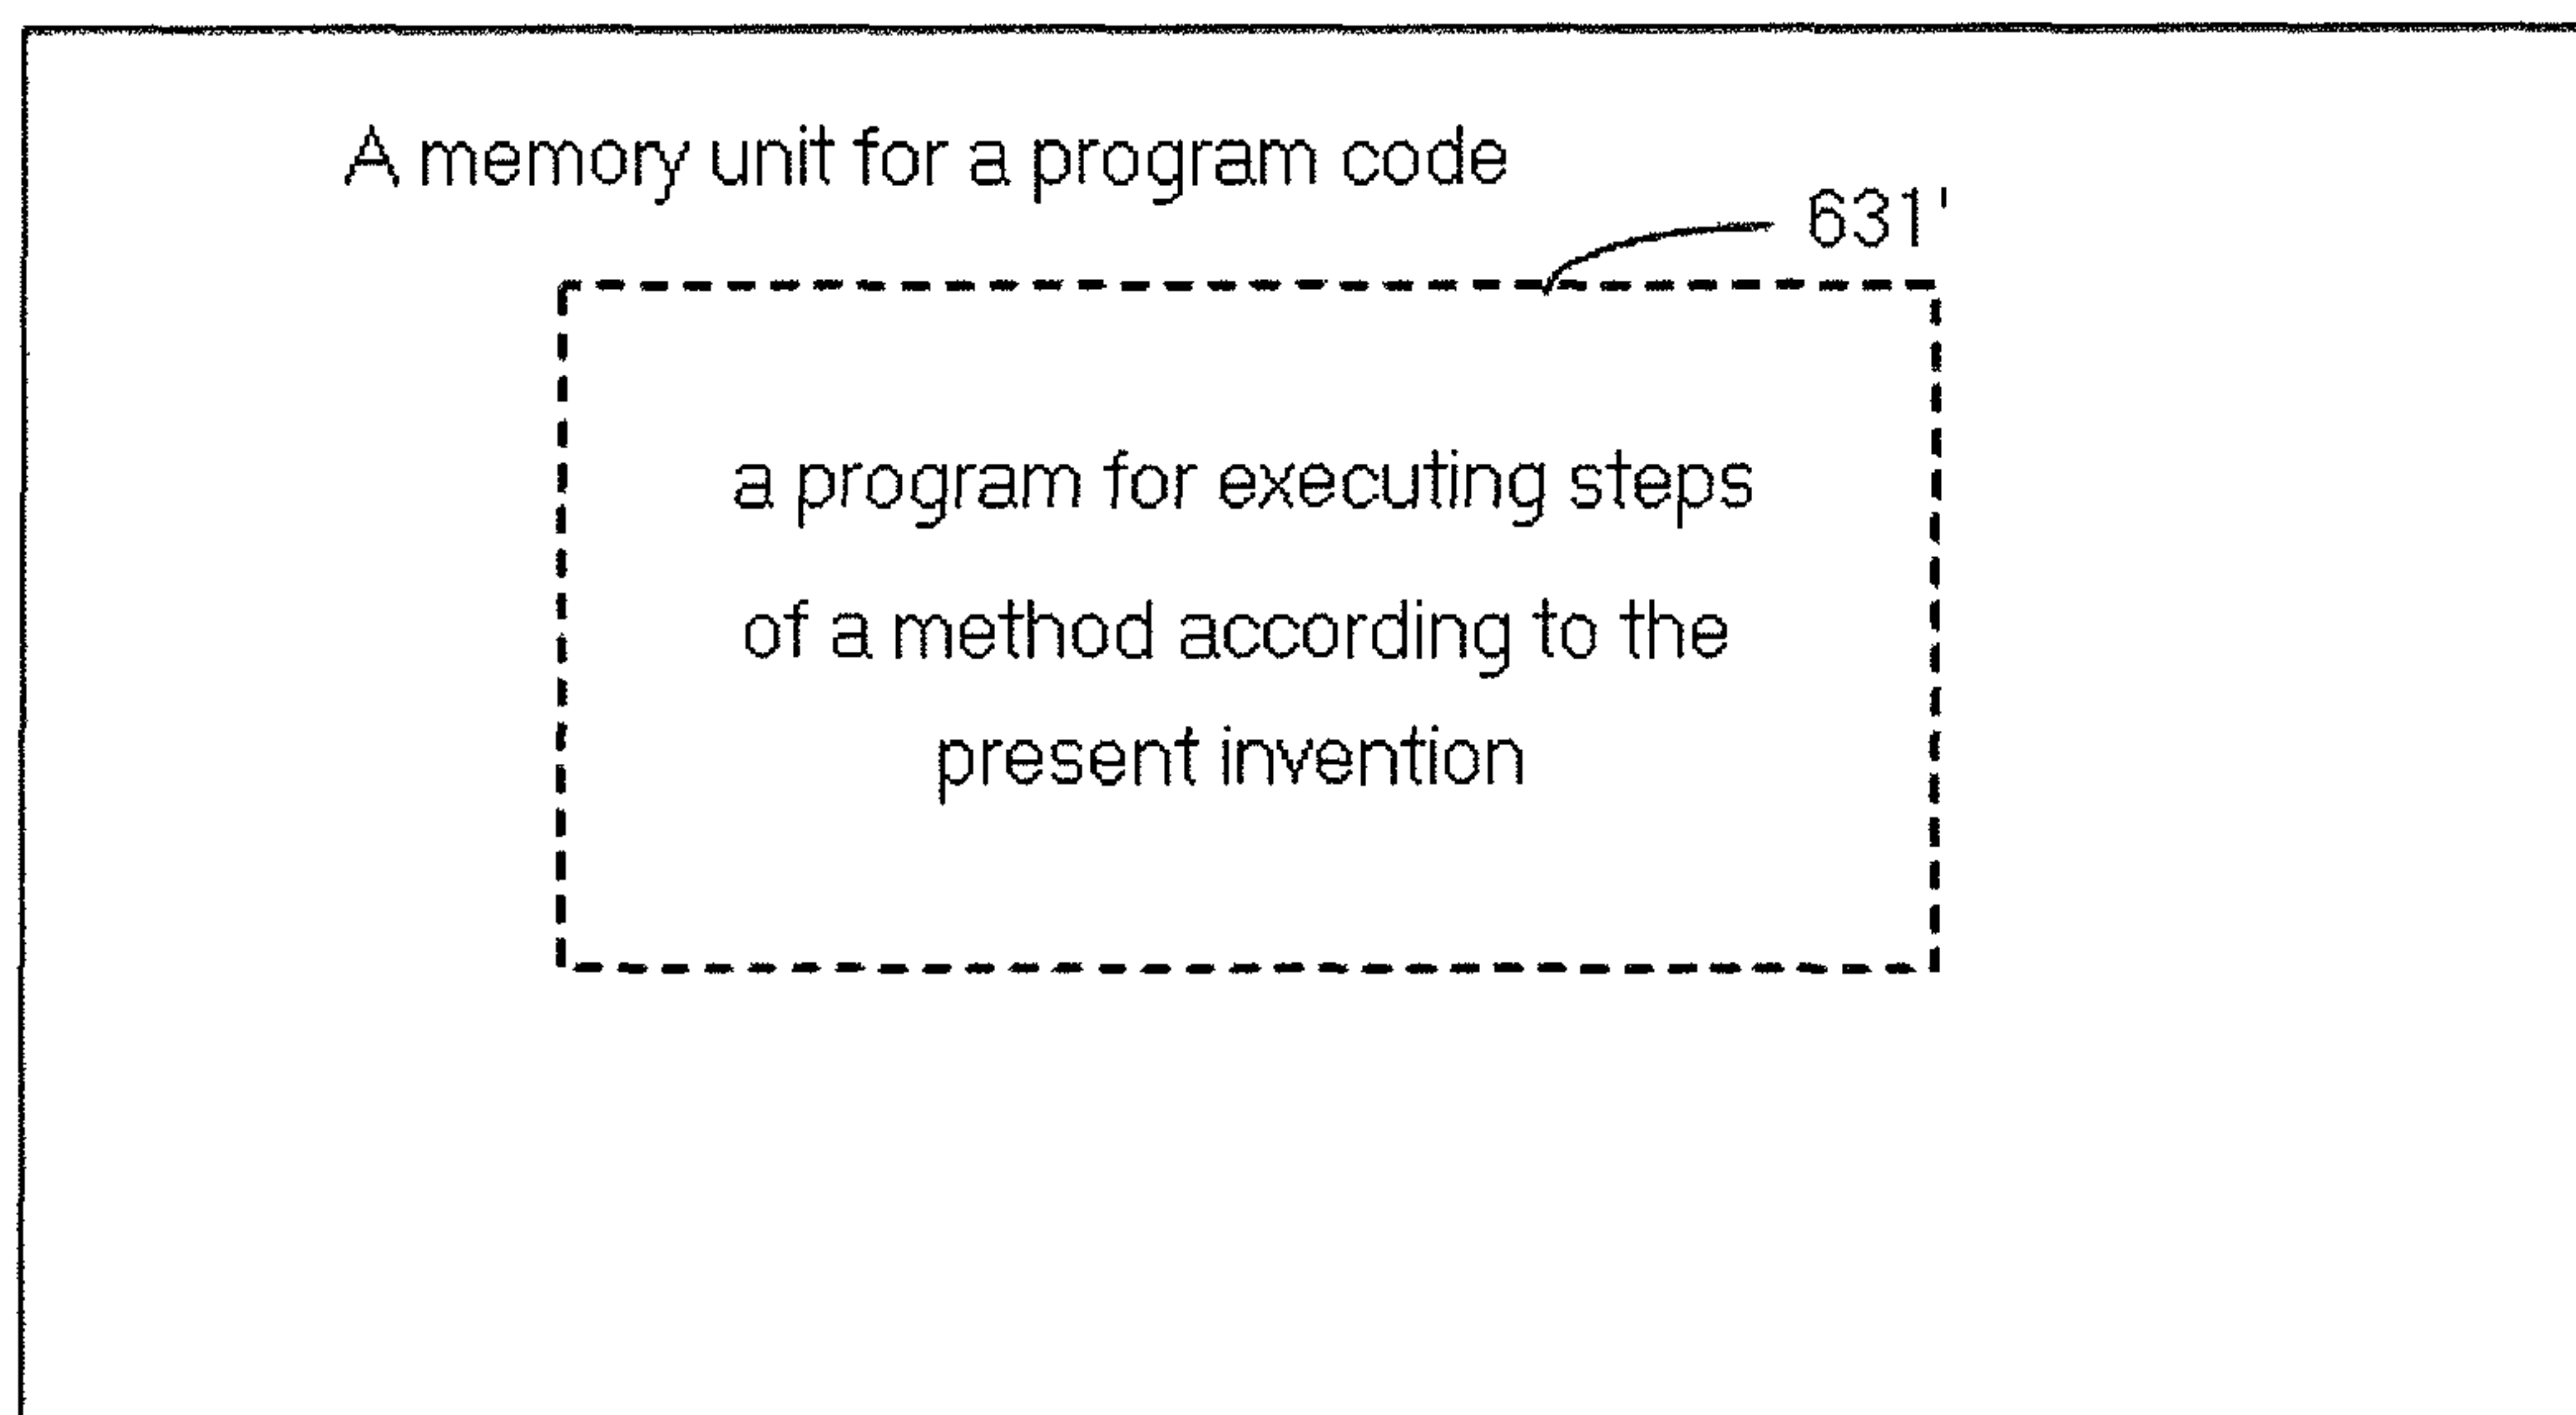 A memory unit for a program code
631'
a program for executing steps
of a method according to the
present invention